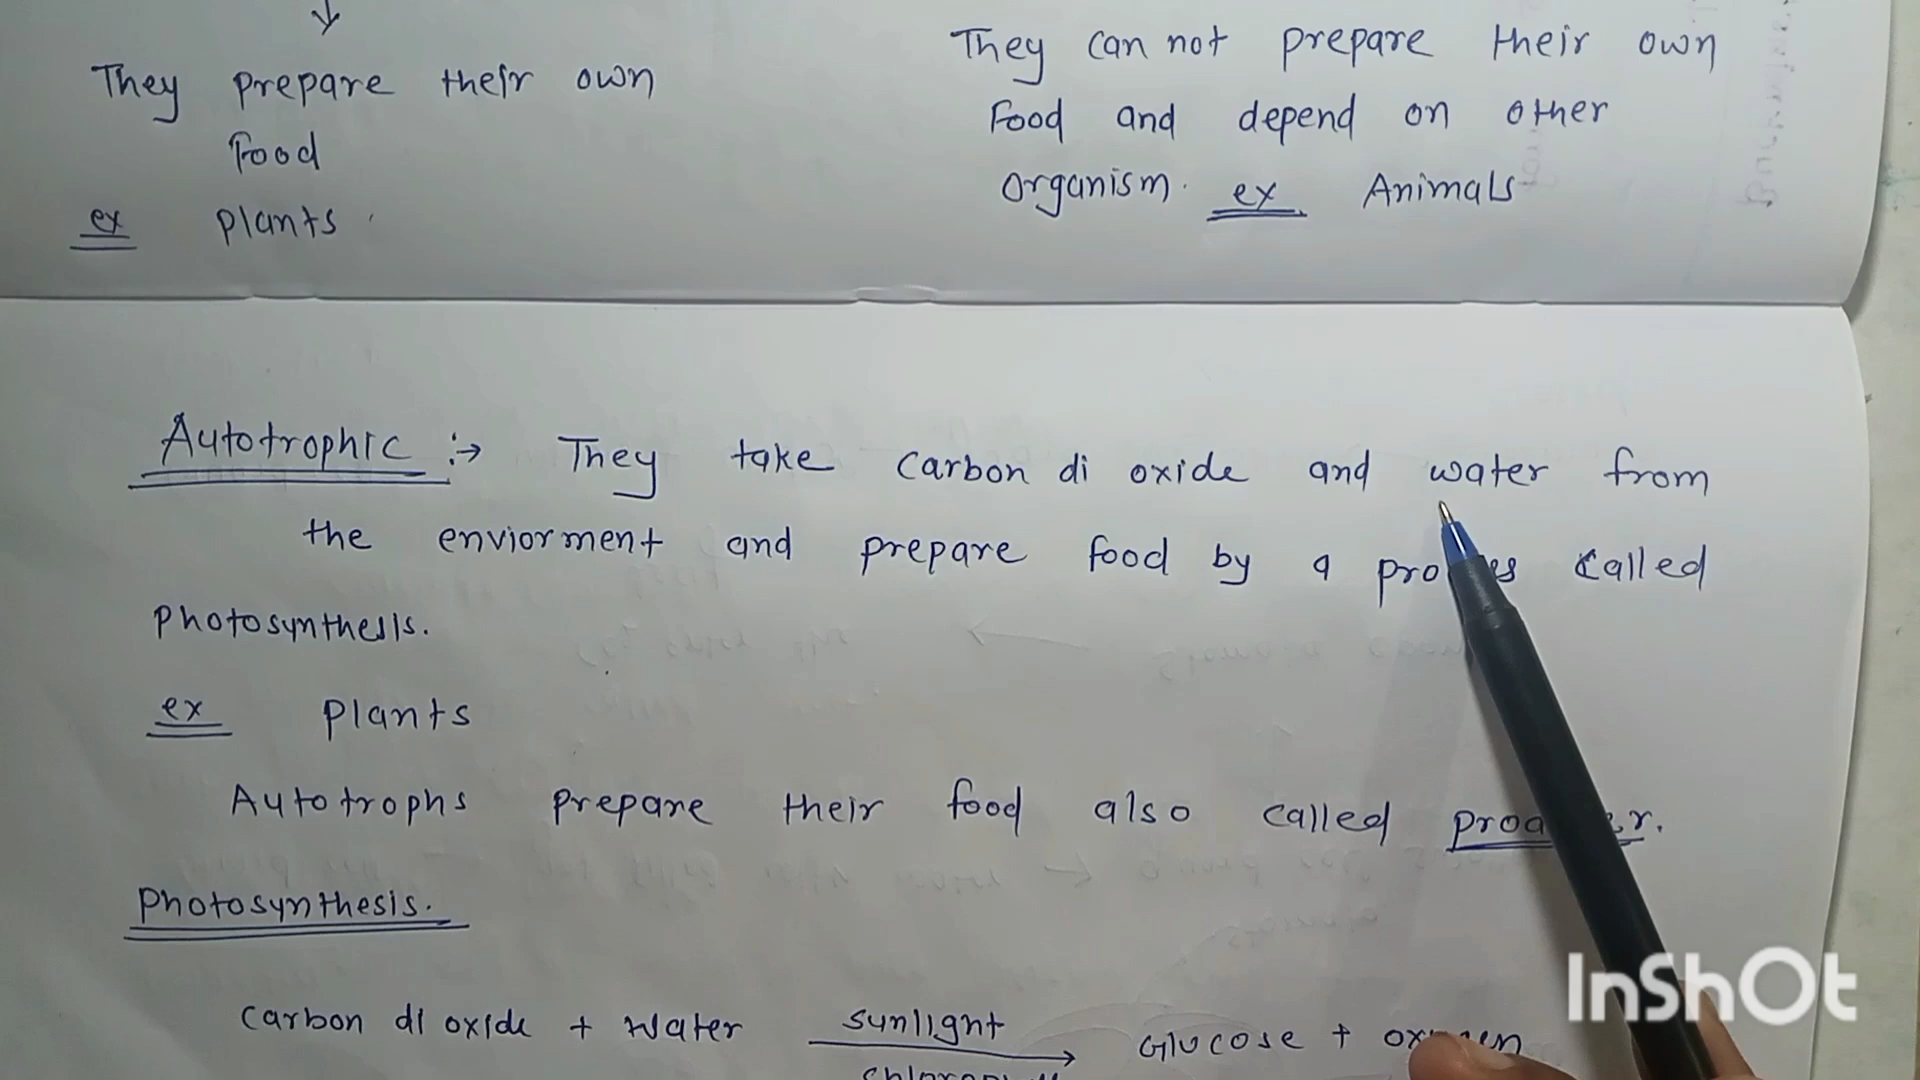 They prepare their own
Food
ex plants
They can not prepare their own
Food and depend on other
organism. ex Animals
Autotrophic :→ They take carbon di oxide and water from
the enviorment and prepare food by a called
photosynthesis.
ex plants
Autotrophs prepare their food also called
Photosynthesis.
carbon di oxide + water sunlight → Glucose +
InShOt